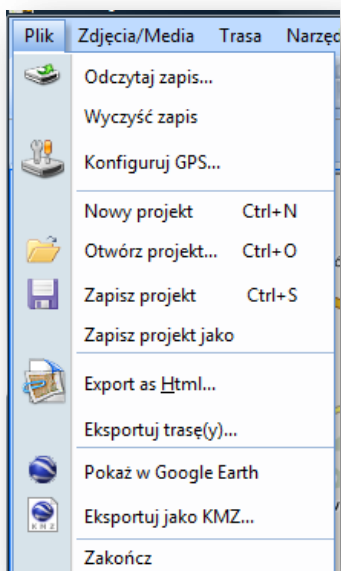 Plik Zdjęcia/Media Trasa
Odczytaj zapis...
Wyczyść zapis
Konfiguruj GPS...
Nowy projekt Ctrl+N
Otwórz projekt... Ctrl+O
Zapisz projekt Ctrl+S
Zapisz projekt jako
Export as Html...
Eksportuj trasę(y)...
Pokaż w Google Earth
Eksportuj jako KMZ...
KMZ
Zakończ